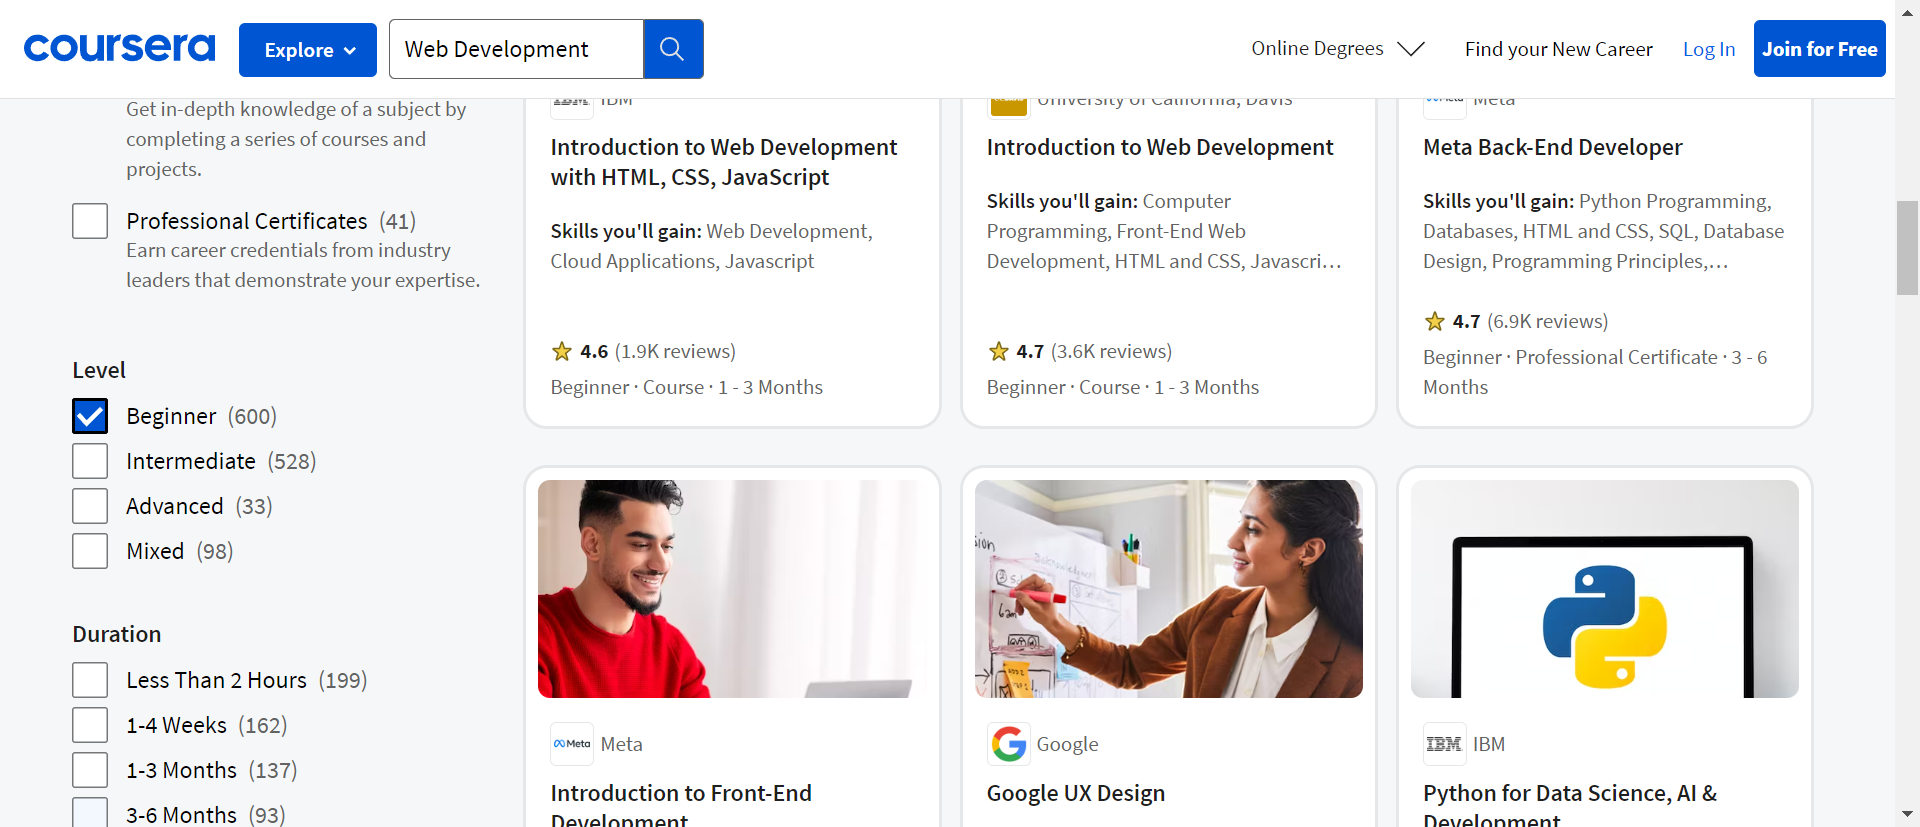 coursera
Explore
Web Development
Online Degrees
Find your New Career
Log In
Join for Free
Get in-depth knowledge of a subject by
completing a series of courses and
projects.
Professional Certificates (41)
Earn career credentials from industry
leaders that demonstrate your expertise.
Level
Beginner (600)
Intermediate (528)
Advanced (33)
Mixed (98)
Duration
Less Than 2 Hours (199)
1-4 Weeks (162)
1-3 Months (137)
3-6 Months (93)
IBM IBM
Introduction to Web Development
with HTML, CSS, JavaScript
Skills you'll gain: Web Development,
Cloud Applications, Javascript
4.6 (1.9K reviews)
Beginner · Course · 1 - 3 Months
University of California, Davis
Introduction to Web Development
Skills you'll gain: Computer
Programming, Front-End Web
Development, HTML and CSS, Javascri...
4.7 (3.6K reviews)
Beginner · Course · 1 - 3 Months
Meta Meta
Meta Back-End Developer
Skills you'll gain: Python Programming,
Databases, HTML and CSS, SQL, Database
Design, Programming Principles,...
4.7 (6.9K reviews)
Beginner · Professional Certificate · 3 - 6
Months
Meta Meta
Introduction to Front-End
Development
Google
Google UX Design
IBM IBM
Python for Data Science, AI &
Development